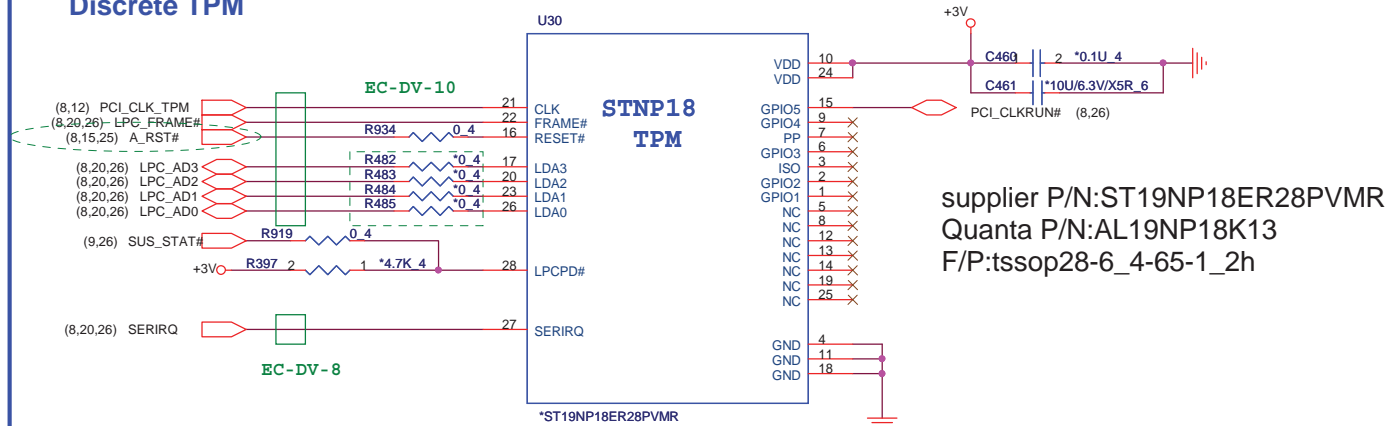 Discrete TPM
U30
+3V
C460 1 2 *0.1U_4
C461 *10U/6.3V/X5R_6
STNP18
TPM
VDD 10
VDD 24
GPIO5 15
PCI_CLKRUN# (8,26)
GPIO4 9
PP 7
GPIO3 6
ISO 3
GPIO2 2
GPIO1 1
NC 5
NC 8
NC 12
NC 13
NC 14
NC 19
NC 25
GND 4
GND 11
GND 18
EC-DV-10
(8,12) PCI_CLK_TPM 21 CLK
(8,20,26) LPC_FRAME# 22 FRAME#
(8,15,25) A_RST# R934 0_4 16 RESET#
(8,20,26) LPC_AD3 R482 *0_4 17 LDA3
(8,20,26) LPC_AD2 R483 *0_4 20 LDA2
(8,20,26) LPC_AD1 R484 *0_4 23 LDA1
(8,20,26) LPC_AD0 R485 *0_4 26 LDA0
(9,26) SUS_STAT# R919 0_4
+3V R397 2 1 *4.7K_4 28 LPCPD#
(8,20,26) SERIRQ 27 SERIRQ
EC-DV-8
*ST19NP18ER28PVMR
supplier P/N:ST19NP18ER28PVMR
Quanta P/N:AL19NP18K13
F/P:tssop28-6_4-65-1_2h